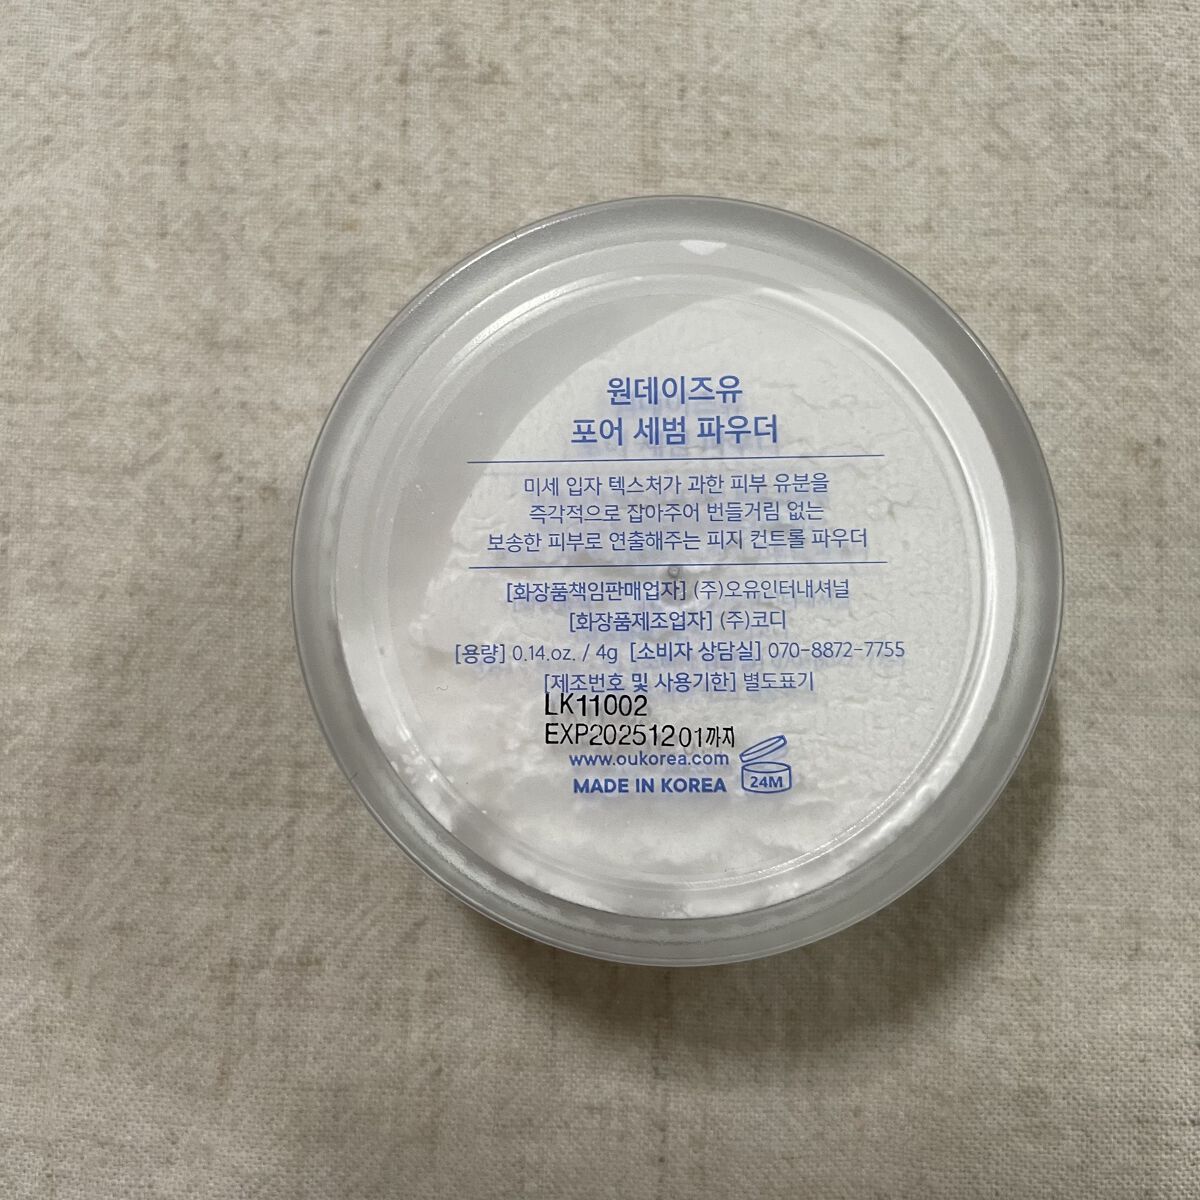 원데이즈유
포어 세범 파우더
미세 입자 텍스처가 과한 피부 유분을
즉각적으로 잡아주어 번들거림 없는
보송한 피부로 연출해주는 피지 컨트롤 파우더
[화장품책임판매업자] (주)오유인터내셔널
[화장품제조업자] (주)코디
[용량] 0.14.oz. / 4g [소비자 상담실] 070-8872-7755
[제조번호 및 사용기한] 별도표기
LK11002
EXP20251201까지
www.oukorea.com
MADE IN KOREA
24M